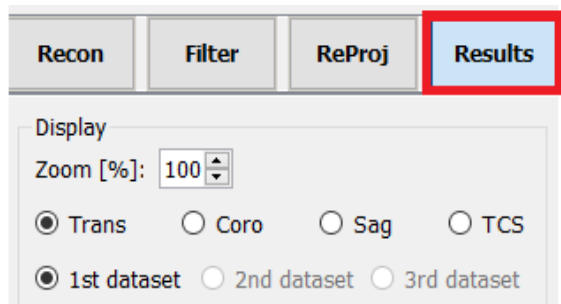 Recon Filter ReProj Results
Display
Zoom [%]: 100
Trans Coro Sag TCS
1st dataset 2nd dataset 3rd dataset